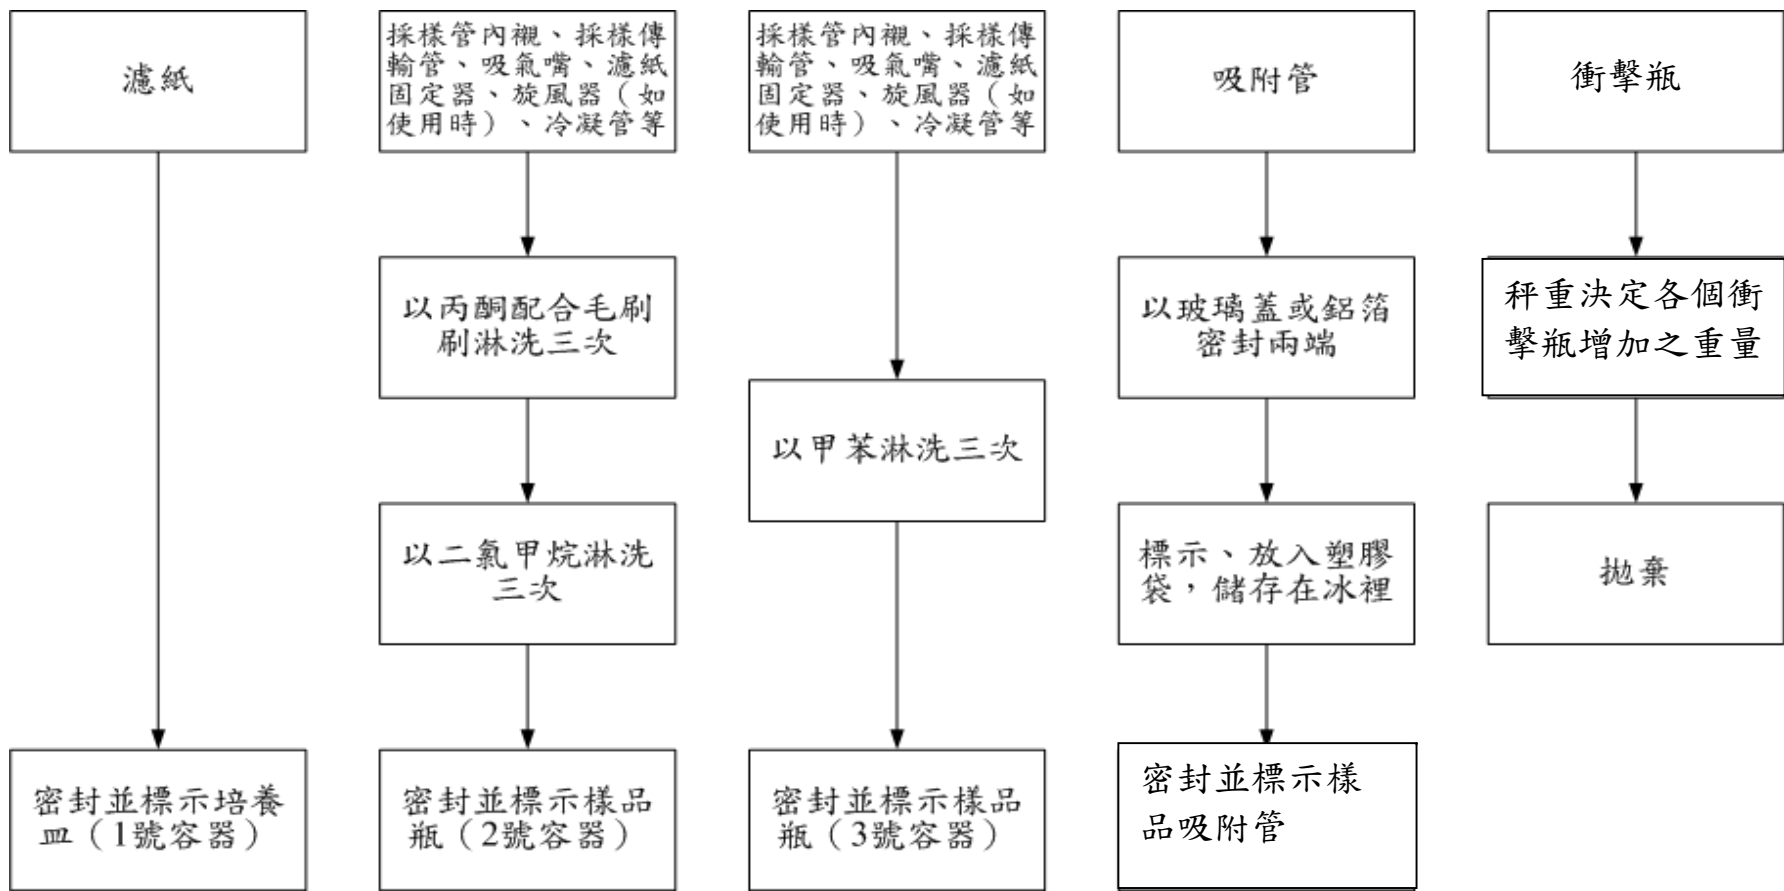 濾紙
採樣管內襯、採樣傳
輸管、吸氣嘴、濾紙
固定器、旋風器（如
使用時）、冷凝管等
採樣管內襯、採樣傳
輸管、吸氣嘴、濾紙
固定器、旋風器（如
使用時）、冷凝管等
吸附管
衝擊瓶
以丙酮配合毛刷
刷淋洗三次
以玻璃蓋或鋁箔
密封兩端
秤重決定各個衝
擊瓶增加之重量
以甲苯淋洗三次
以二氯甲烷淋洗
三次
標示、放入塑膠
袋，儲存在冰裡
拋棄
密封並標示培養
皿（1號容器）
密封並標示樣品
瓶（2號容器）
密封並標示樣品
瓶（3號容器）
密封並標示樣
品吸附管